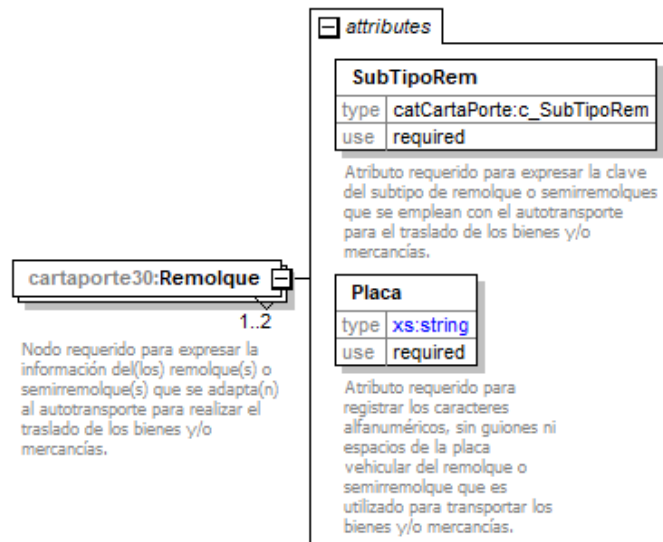 attributes
SubTipoRem
type catCartaPorte:c_SubTipoRem
use required
Atributo requerido para expresar la clave
del subtipo de remolque o semirremolques
que se emplean con el autotransporte
para el traslado de los bienes y/o
mercancías.
cartaporte30:Remolque
1..2
Nodo requerido para expresar la
información del(los) remolque(s) o
semirremolque(s) que se adapta(n)
al autotransporte para realizar el
traslado de los bienes y/o
mercancías.
Placa
type xs:string
use required
Atributo requerido para
registrar los caracteres
alfanuméricos, sin guiones ni
espacios de la placa
vehicular del remolque o
semirremolque que es
utilizado para transportar los
bienes y/o mercancías.